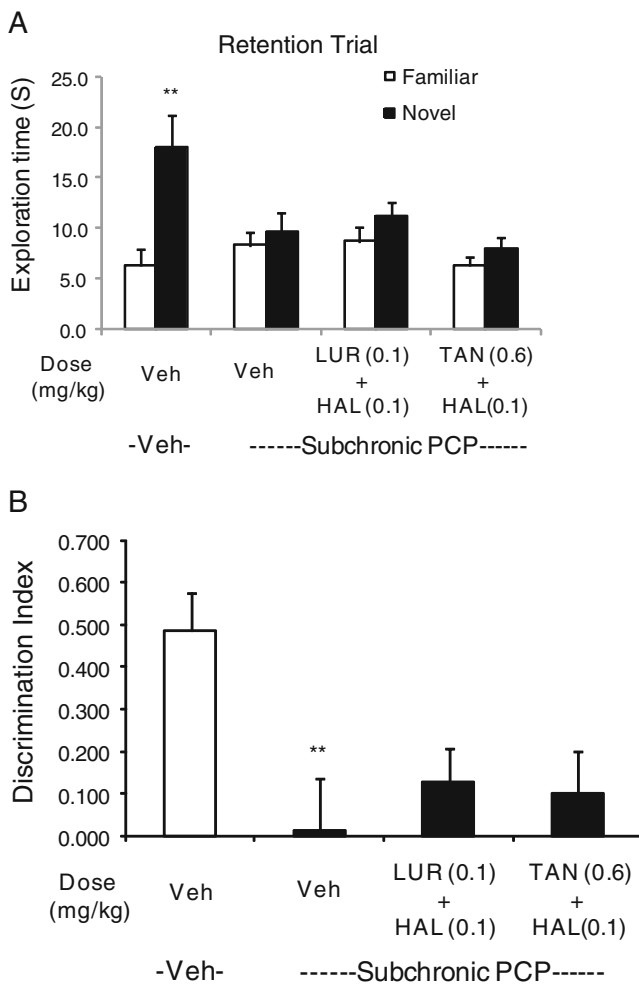 A
Retention Trial
Familiar
Novel
Exploration time (S)
25.0
20.0
15.0
10.0
5.0
0.0
**
Dose
(mg/kg)
Veh
Veh
LUR (0.1)
+
HAL (0.1)
TAN (0.6)
+
HAL(0.1)
-Veh-
------Subchronic PCP------
B
Discrimination Index
0.700
0.600
0.500
0.400
0.300
0.200
0.100
0.000
**
Dose
(mg/kg)
Veh
Veh
LUR (0.1)
+
HAL (0.1)
TAN (0.6)
+
HAL(0.1)
-Veh-
------Subchronic PCP------